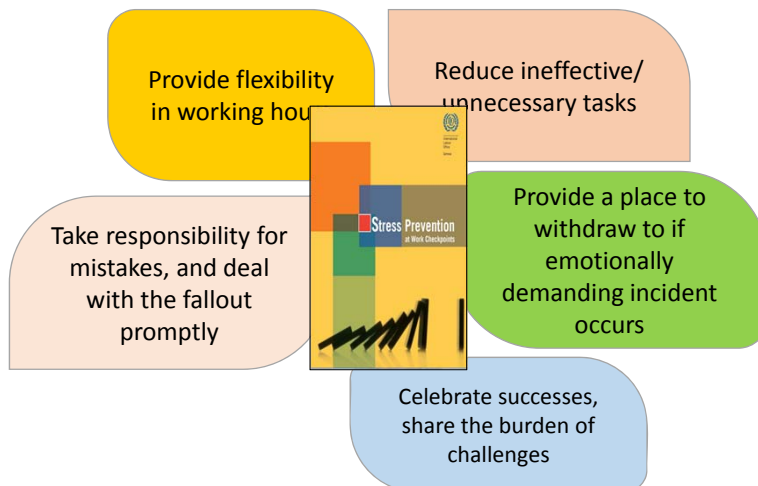 Provide flexibility
in working
Reduce ineffective/
unnecessary tasks
Take responsibility for
mistakes, and deal
with the fallout
promptly
Stress Prevention
at Work Checkpoints
Provide a place to
withdraw to if
emotionally
demanding incident
occurs
Celebrate successes,
share the burden of
challenges